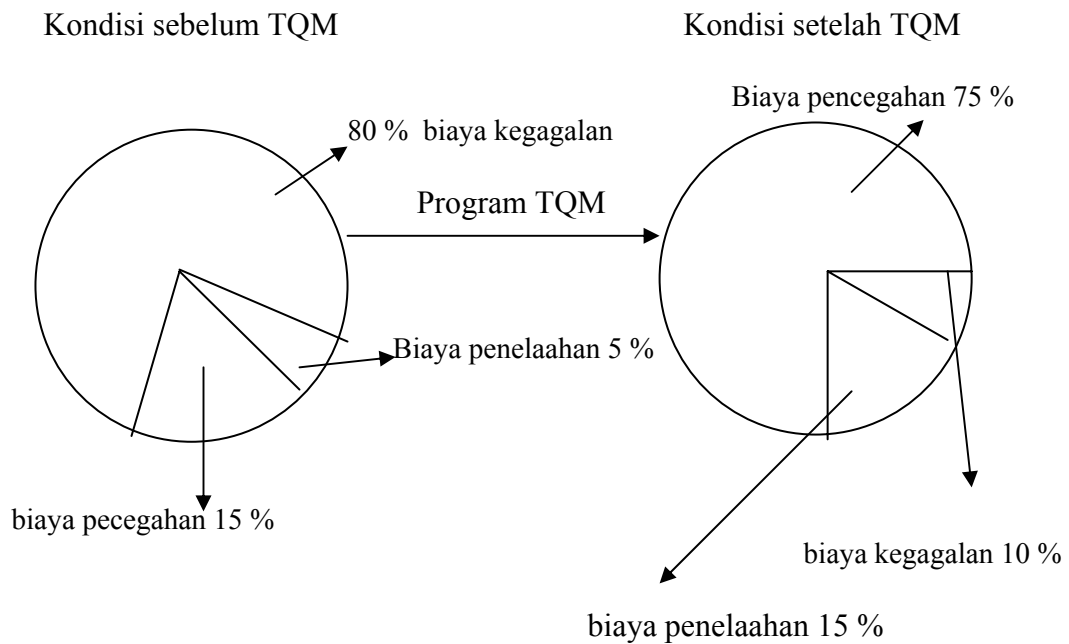 Kondisi sebelum TQM
Kondisi setelah TQM
Biaya pencegahan 75 %
80 % biaya kegagalan
Program TQM
Biaya penelaahan 5 %
biaya pecegahan 15 %
biaya kegagalan 10 %
biaya penelaahan 15 %